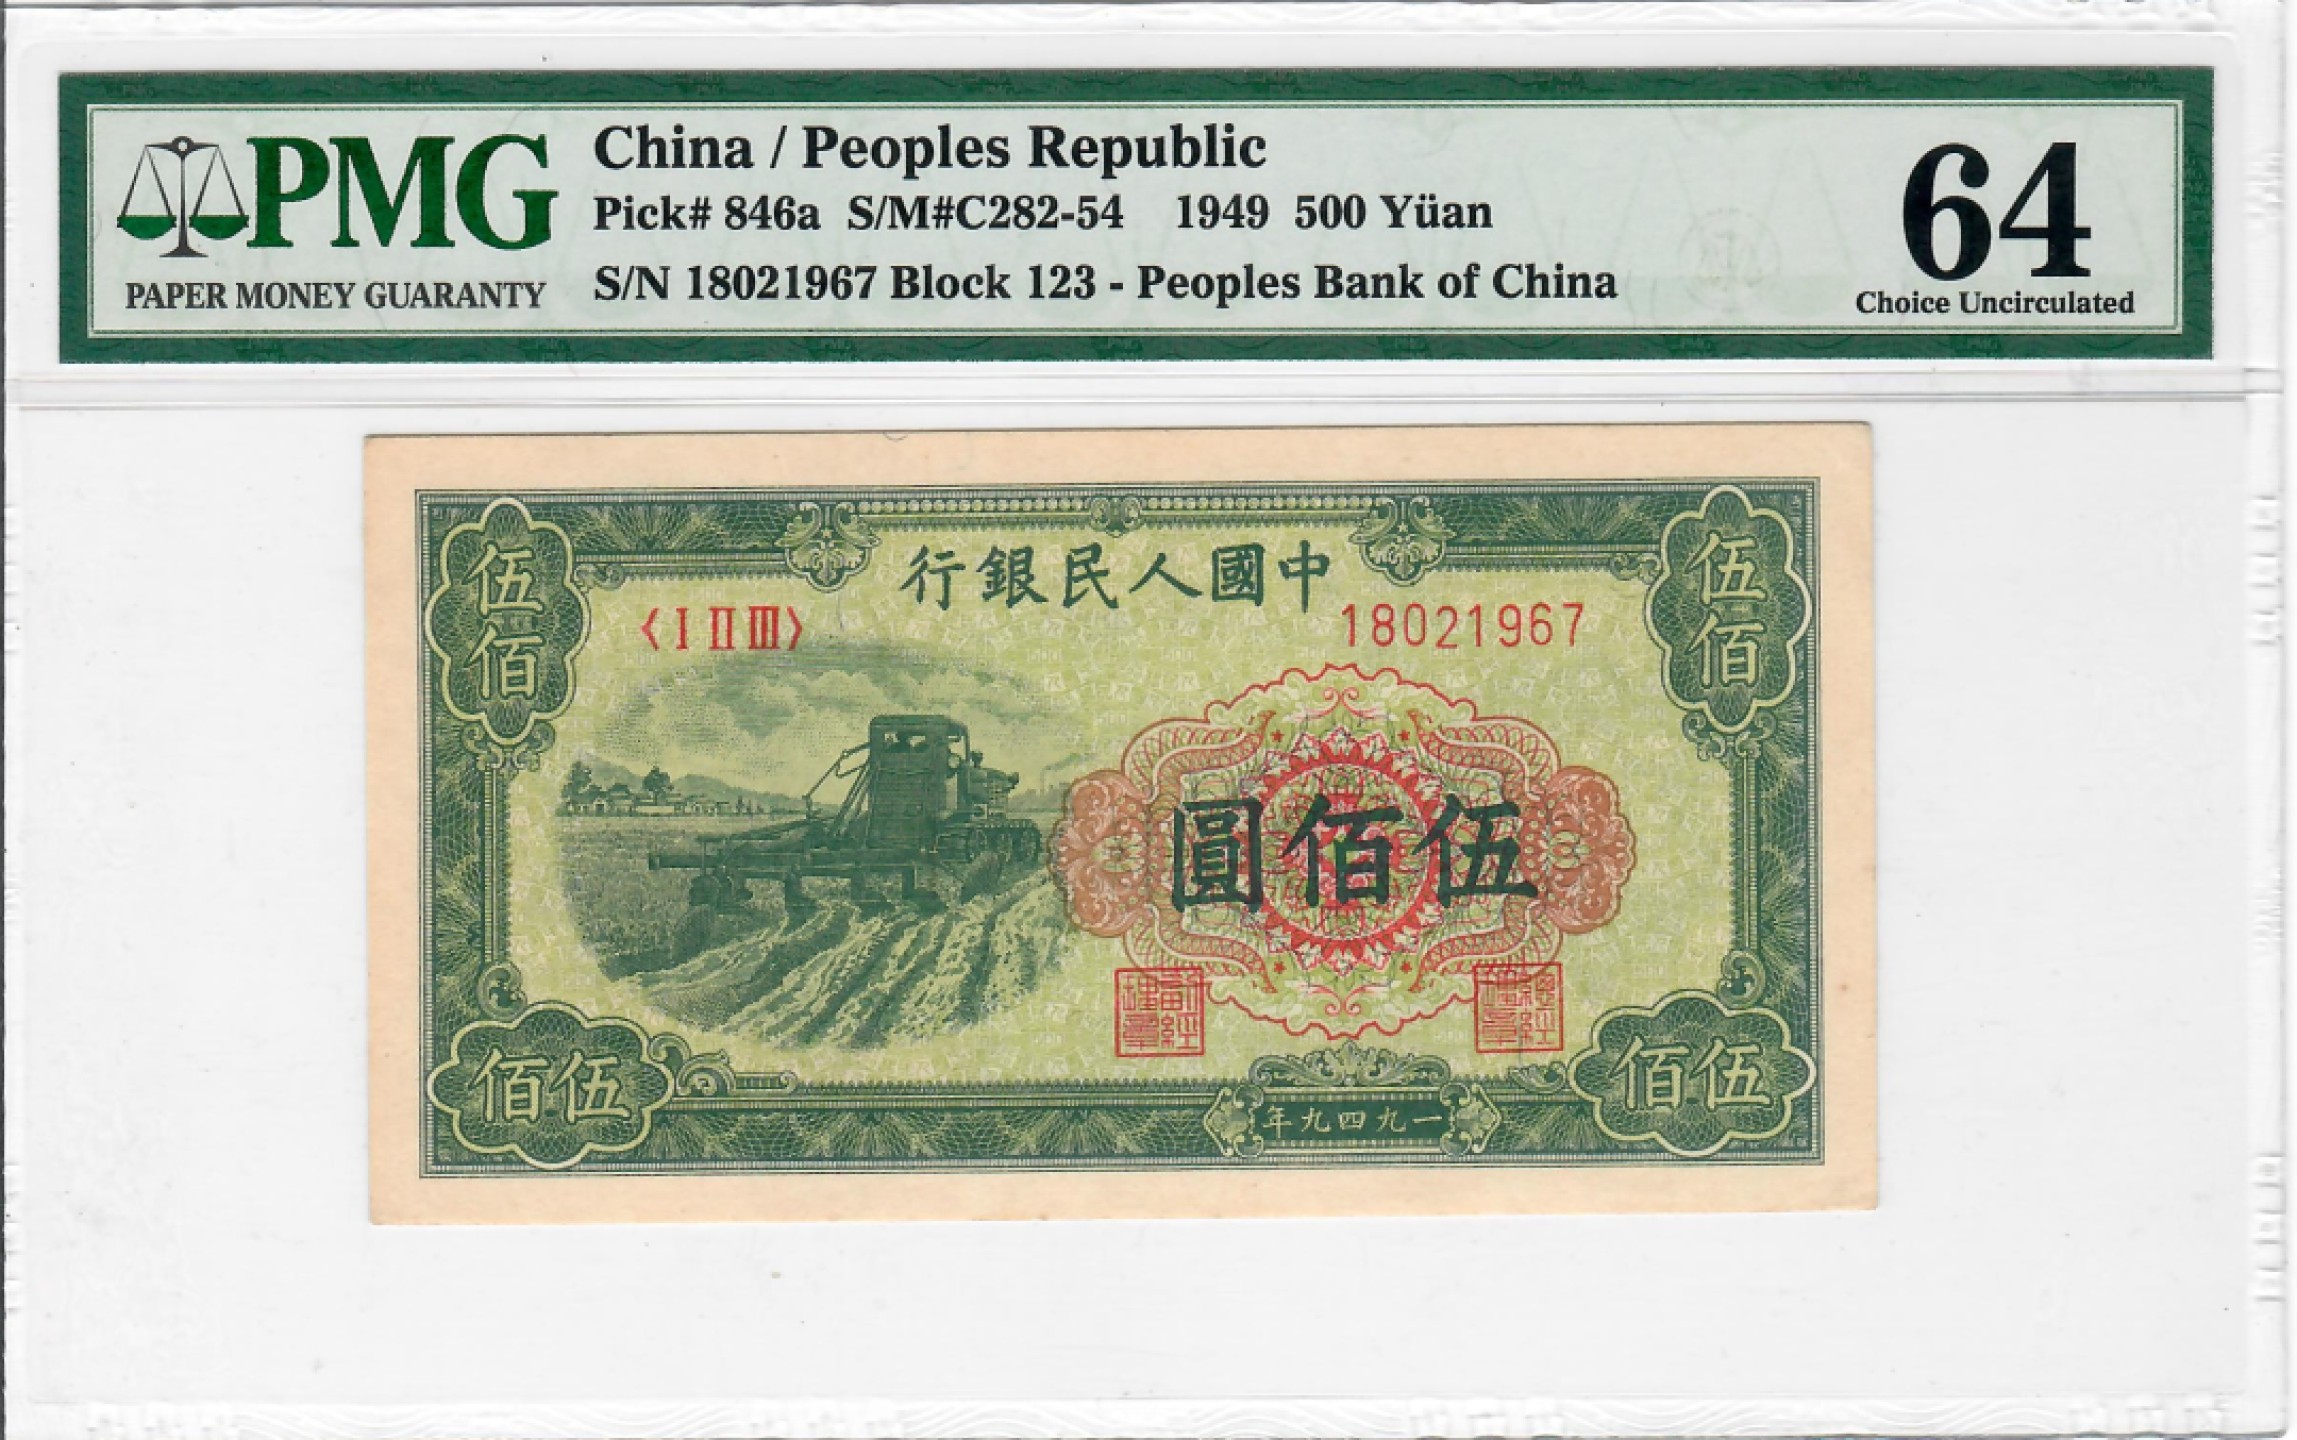 PMG
PAPER MONEY GUARANTY
China / Peoples Republic
Pick# 846a S/M#C282-54 1949 500 Yüan
S/N 18021967 Block 123 - Peoples Bank of China
64
Choice Uncirculated
行銀民人國中
〈I II III〉
18021967
伍佰
伍佰
圓佰伍
佰伍
佰伍
年九四九一